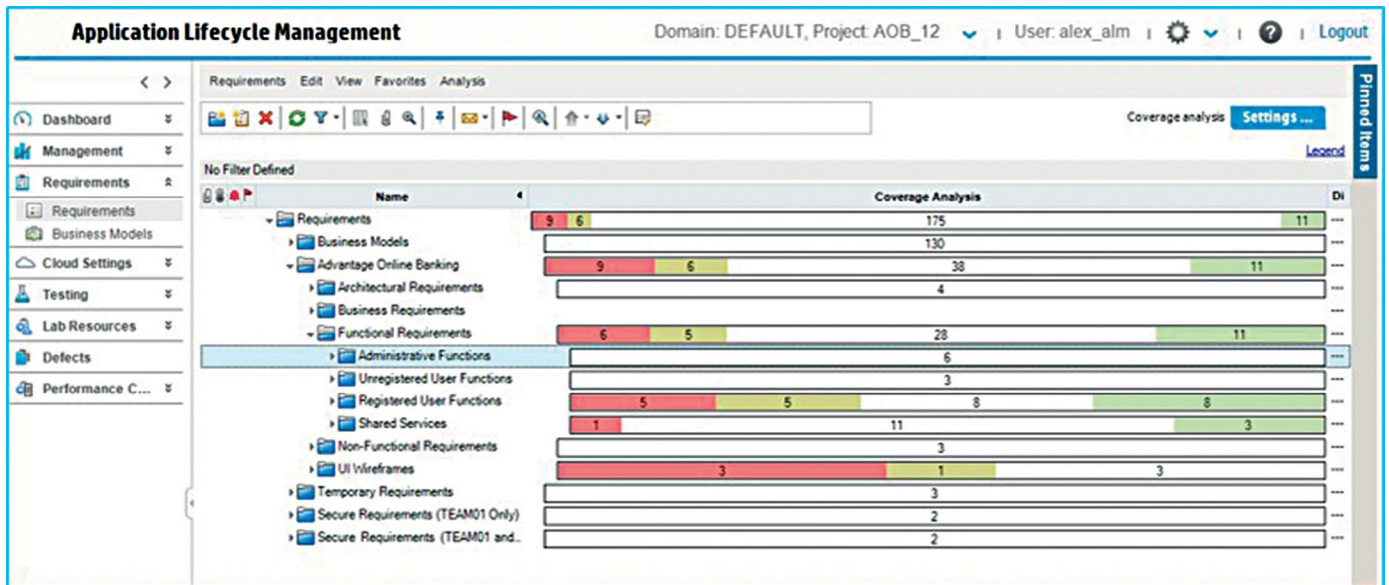 Application Lifecycle Management
Domain: DEFAULT, Project: AOB_12 | User: alex_alm | | ? | Logout
Requirements Edit View Favorites Analysis
Pinned Items
Dashboard
Management
Requirements
Requirements
Business Models
Cloud Settings
Testing
Lab Resources
Defects
Performance C...
Coverage analysis Settings ...
Legend
No Filter Defined
Name Coverage Analysis Di
Requirements 9 6 175 11 ---
Business Models 130 ---
Advantage Online Banking 9 6 38 11 ---
Architectural Requirements 4 ---
Business Requirements ---
Functional Requirements 6 5 28 11 ---
Administrative Functions 6 ---
Unregistered User Functions 3 ---
Registered User Functions 5 5 8 8 ---
Shared Services 1 11 3 ---
Non-Functional Requirements 3 ---
UI Wireframes 3 1 3 ---
Temporary Requirements 3 ---
Secure Requirements (TEAM01 Only) 2 ---
Secure Requirements (TEAM01 and... 2 ---